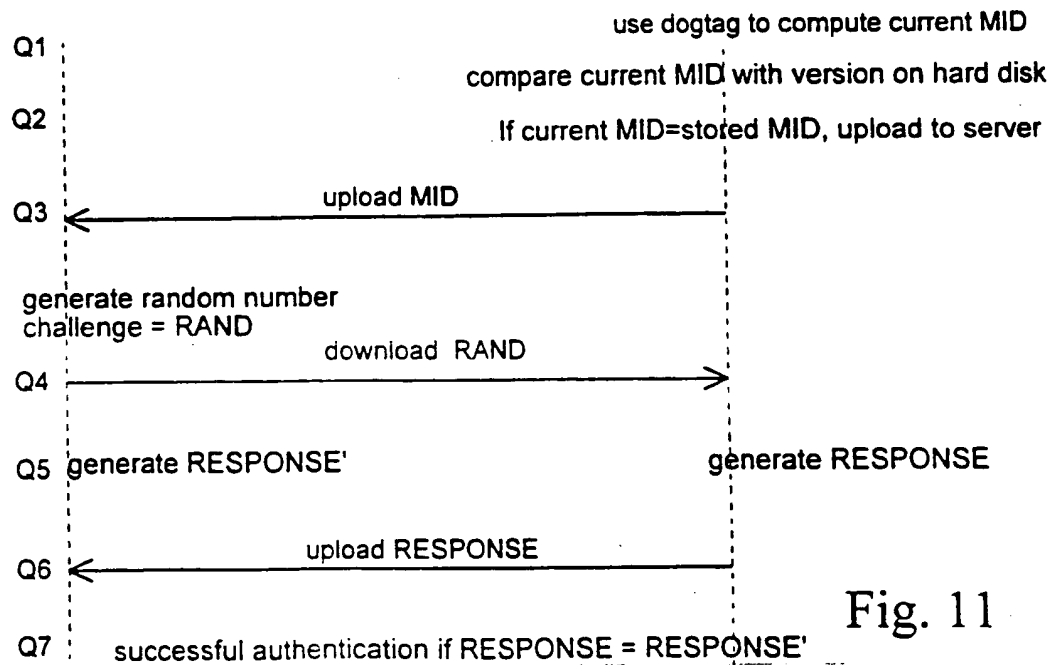 use dogtag to compute current MID
Q1
compare current MID with version on hard disk
Q2
If current MID=stored MID, upload to server
Q3
upload MID
generate random number
challenge = RAND
download RAND
Q4
Q5
generate RESPONSE'
generate RESPONSE
upload RESPONSE
Q6
Fig. 11
Q7
successful authentication if RESPONSE = RESPONSE'